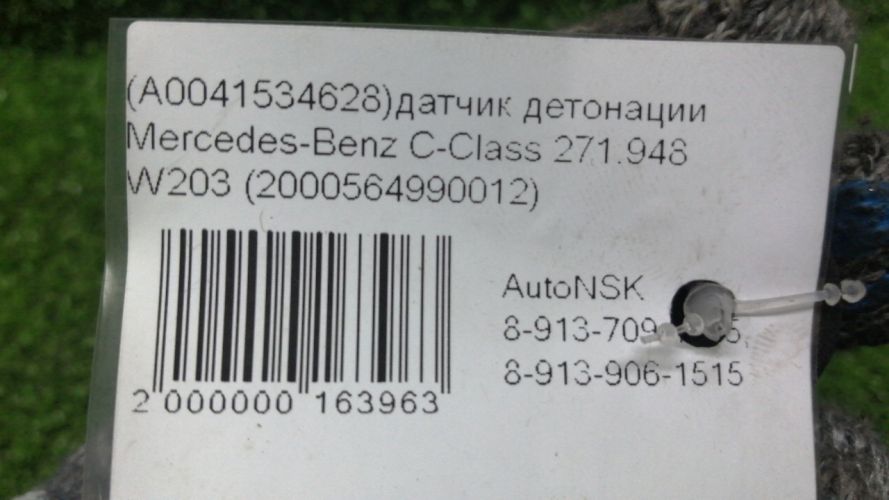 (A0041534628)датчик детонации
Mercedes-Benz C-Class 271.948
W203 (2000564990012)
AutoNSK
8-913-906-1515
2 000000 163963